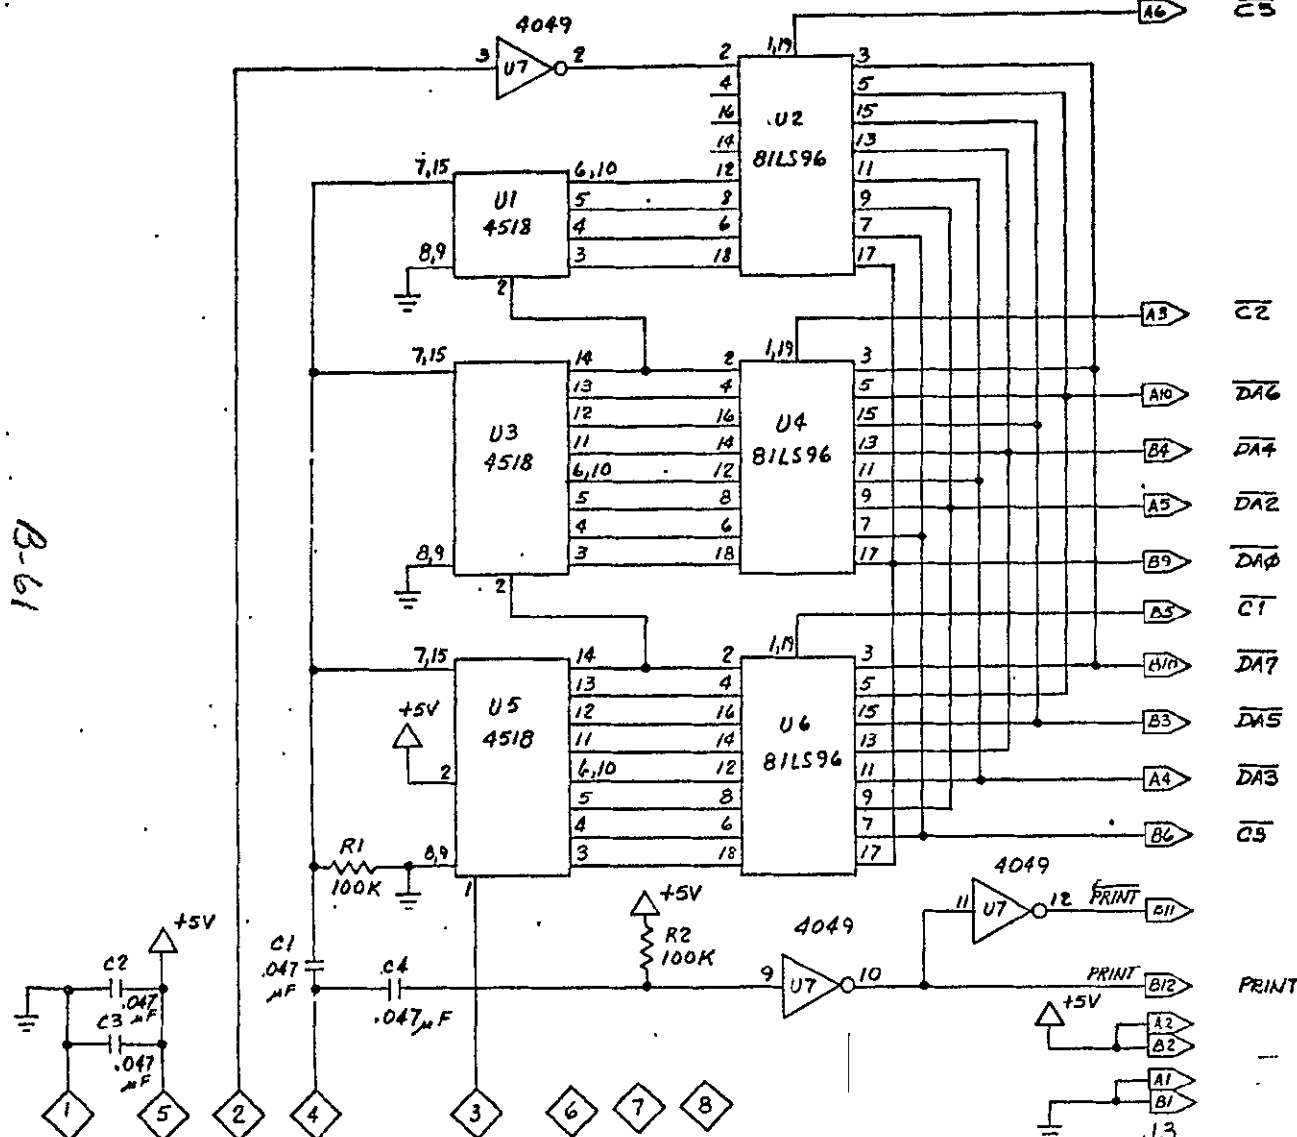 A6 C3
4049
3 U7 2
2 1,19 3
4 5
16 U2 15
14 81LS96 13
7,15 6,10 12 11
U1 5 8 9
4518 4 6 7
8,9 3 18 17
2
A3 C2
7,15 14 2 1,19 3
13 4 5 A10 DA6
12 16 U4 15
U3 11 14 81LS96 13 B4 DA4
4518 6,10 12 11
5 8 9 A5 DA2
4 6 7
8,9 3 18 17 B9 DAφ
2
B5 C1
7,15 14 2 1,19 3 B10 DA7
13 4 5
+5V U5 12 16 U6 15 B3 DA5
4518 11 14 81LS96 13
2 6,10 12 11 A4 DA3
5 8 9
4 6 7 B6 C3
R1 8,9 3 18 17
100K
1
4049
+5V 11 U7 12 PRINT B11
+5V
C1 R2 4049
.047 100K
μF
C2 C4 9 U7 10 PRINT B12 PRINT
.047 μF
.047 μF +5V
C3 A2
.047 B2
μF
A1
B1
1 5 2 4 3 6 7 8
J3
B-61